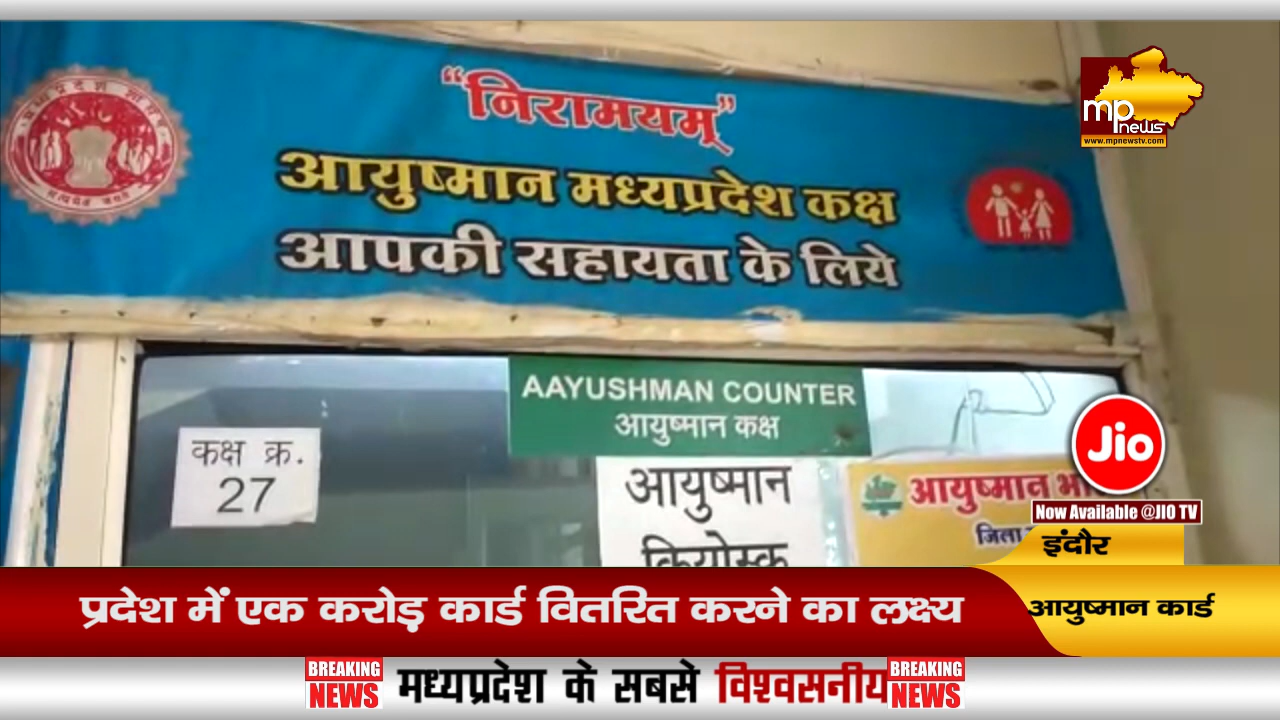 "निरामयम्"
आयुष्मान मध्यप्रदेश कक्ष
आपकी सहायता के लिये
mp news
www.mpnewstv.com
AAYUSHMAN COUNTER
आयुष्मान कक्ष
कक्ष क्र.
27
आयुष्मान
कियोस्क
आयुष्मान
जिला
Jio
Now Available @JIO TV
इंदौर
प्रदेश में एक करोड़ कार्ड वितरित करने का लक्ष्य
आयुष्मान कार्ड
BREAKING NEWS
मध्यप्रदेश के सबसे विश्वसनीय
BREAKING NEWS